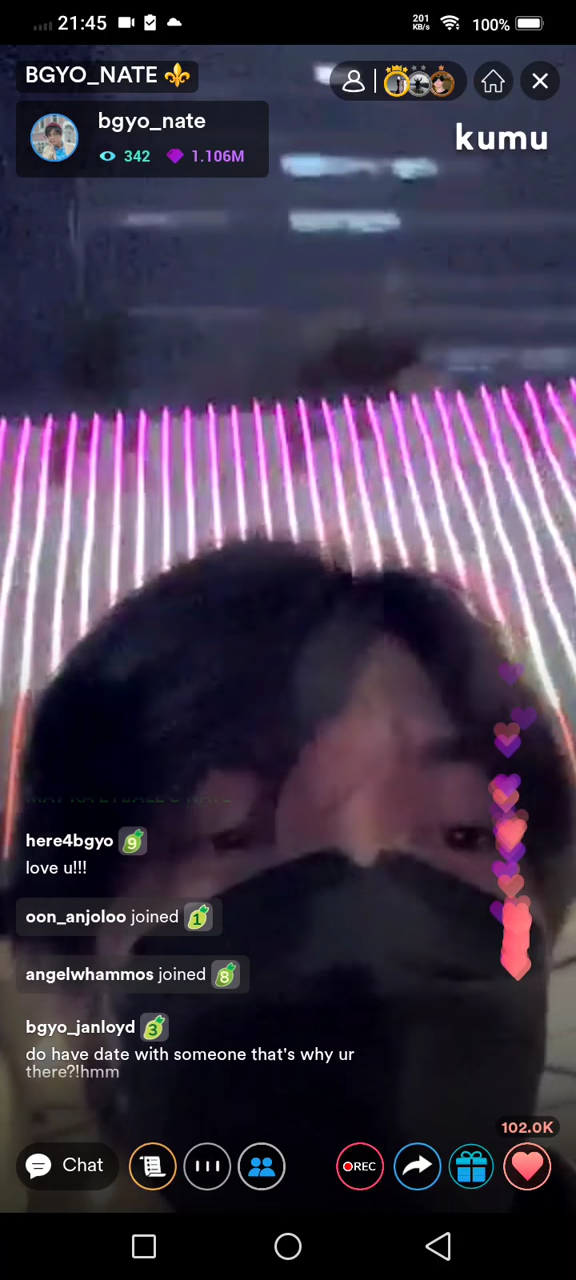 21:45
201
KB/s
100%
BGYO_NATE
bgyo_nate
342
1.106M
kumu
here4bgyo 9
love u!!!
oon_anjoloo joined 1
angelwhammos joined 8
bgyo_janloyd 3
do have date with someone that's why ur
there?!hmm
102.0K
Chat
REC